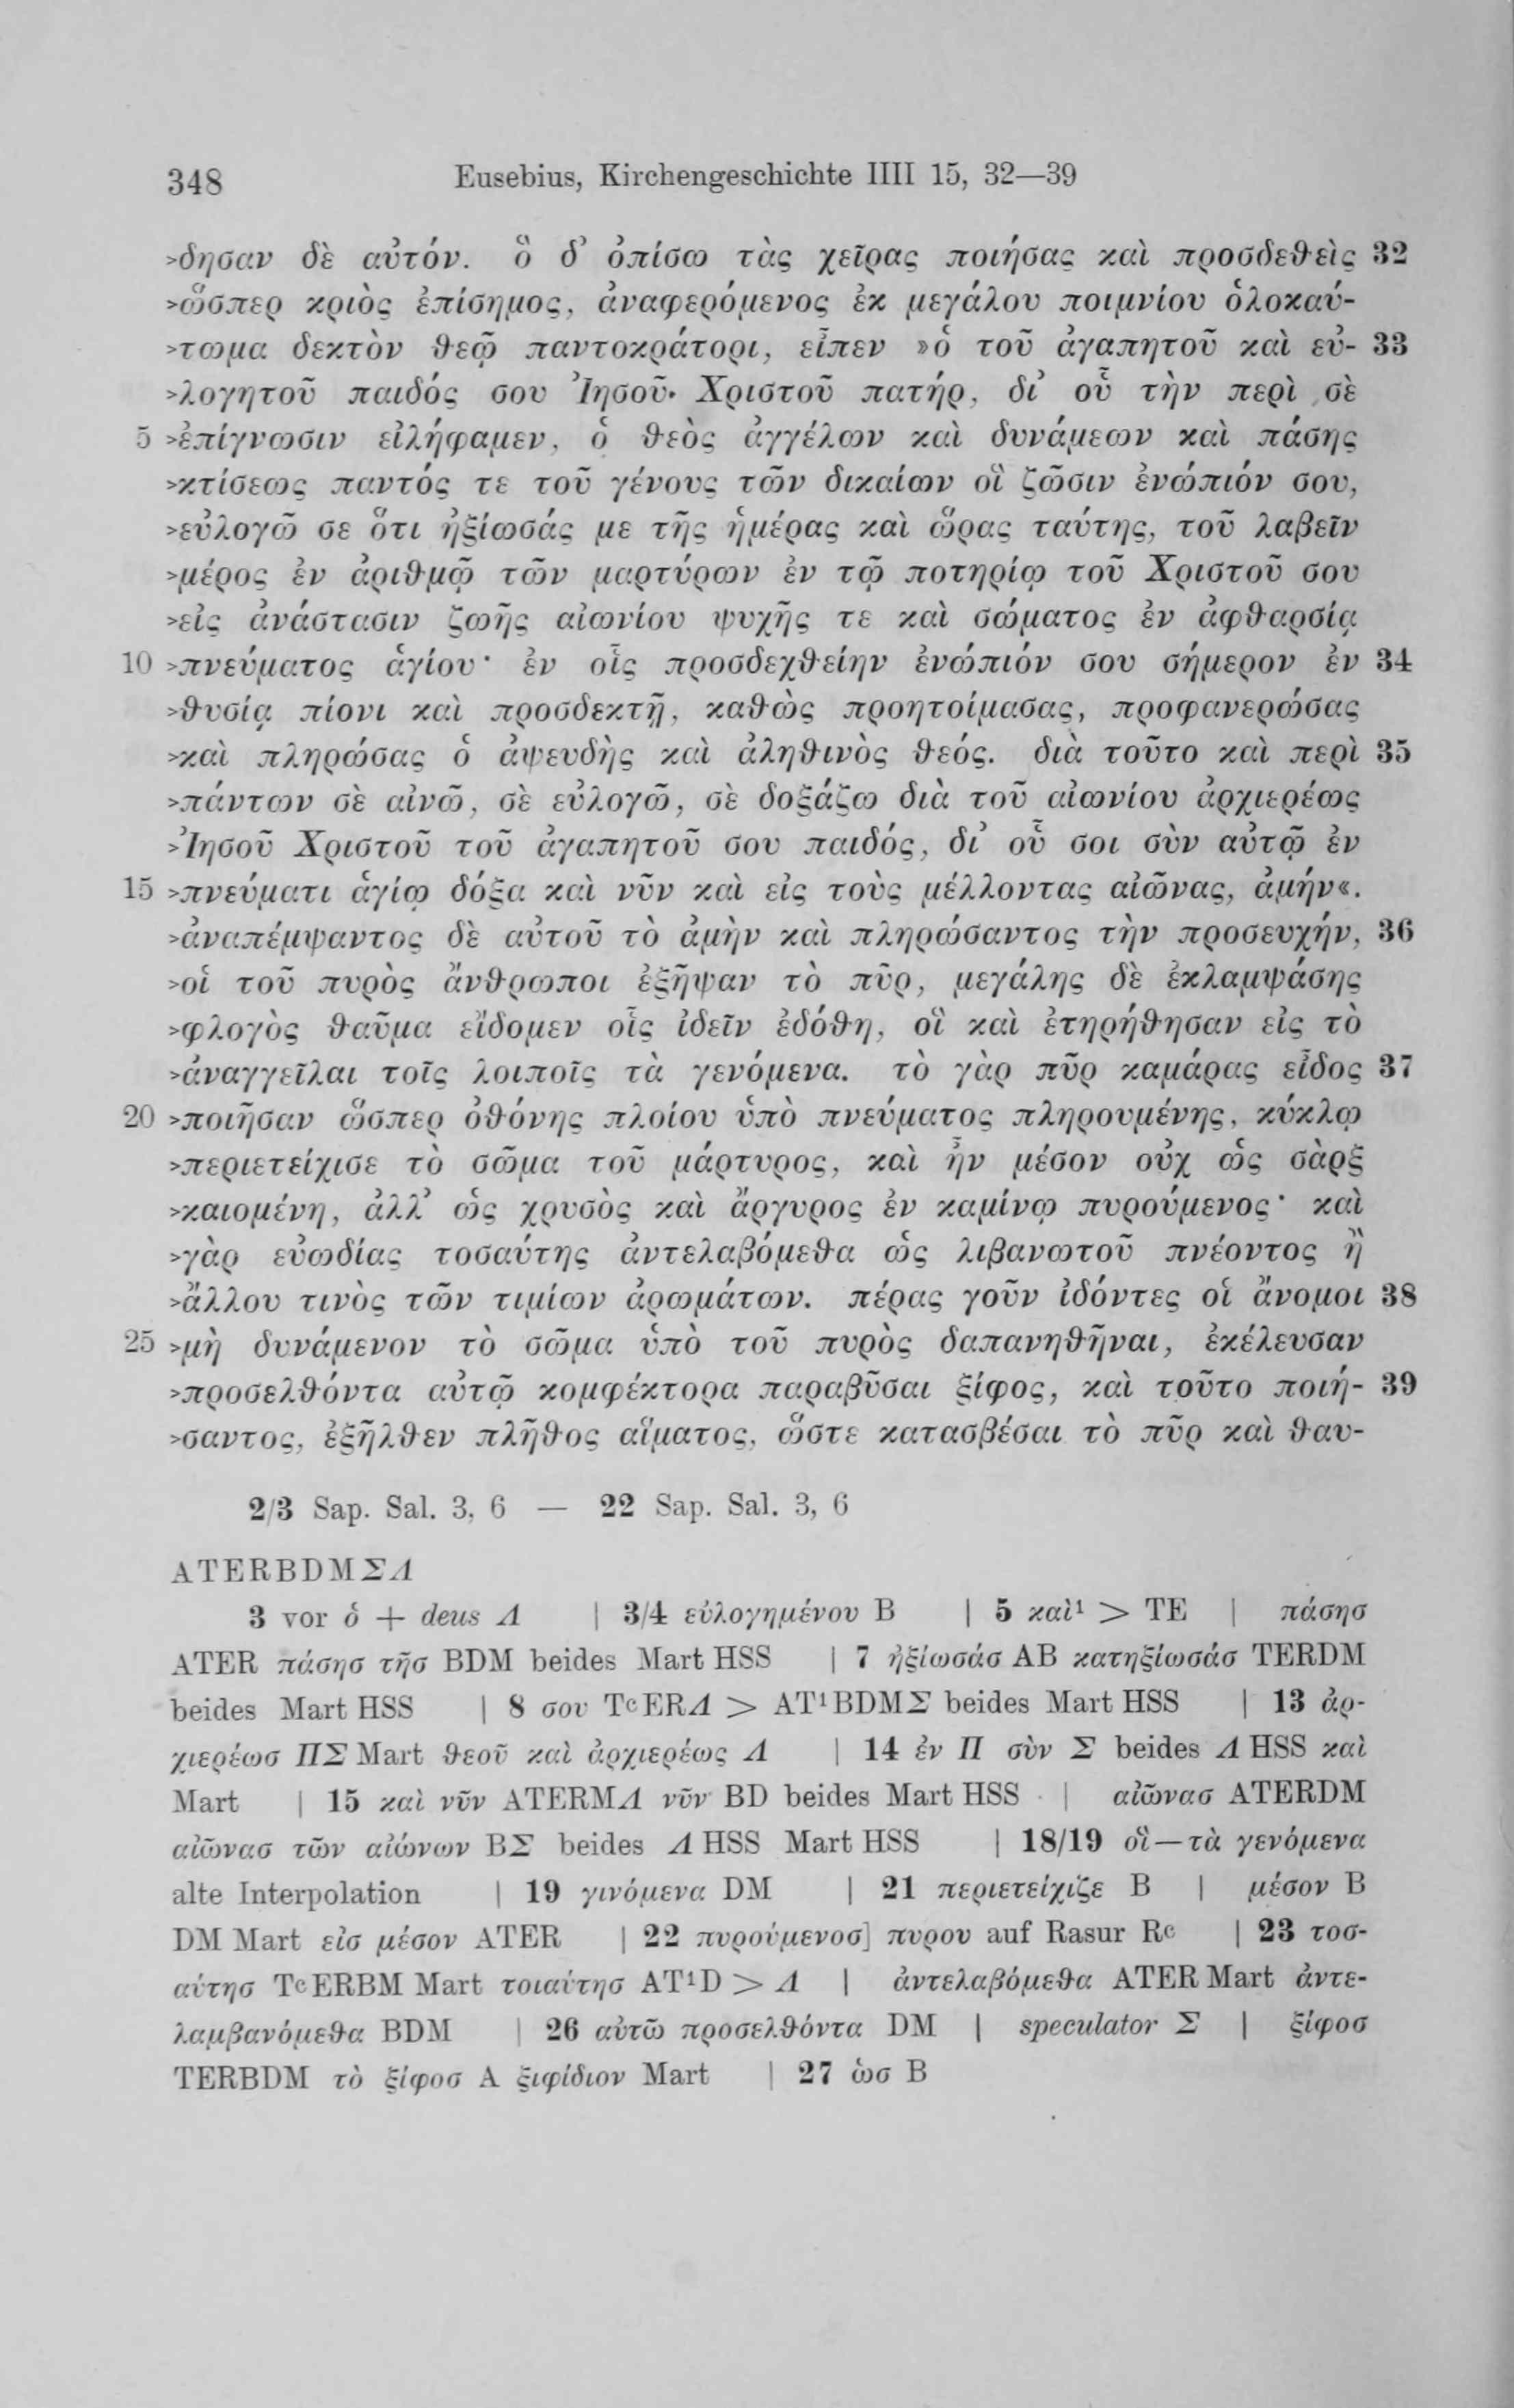 348 Eusebius, Kirchengeschichte IIII 15, 32—39
>δησαν δὲ αὐτόν. ὃ δ᾽ ὀπίσω τὰς χεῖρας ποιήσας καὶ προσδεθεὶς 32
>ὥσπερ κριὸς ἐπίσημος, ἀναφερόμενος ἐκ μεγάλου ποιμνίου ὁλοκαύ-
>τωμα δεκτὸν θεῷ παντοκράτορι, εἶπεν »ὁ τοῦ ἀγαπητοῦ καὶ εὐ- 33
>λογητοῦ παιδός σου Ἰησοῦ Χριστοῦ πατήρ, δι᾽ οὗ τὴν περὶ σὲ
5 >ἐπίγνωσιν εἰλήφαμεν, ὁ θεὸς ἀγγέλων καὶ δυνάμεων καὶ πάσης
>κτίσεως παντός τε τοῦ γένους τῶν δικαίων οἳ ζῶσιν ἐνώπιόν σου,
>εὐλογῶ σε ὅτι ἠξίωσάς με τῆς ἡμέρας καὶ ὥρας ταύτης, τοῦ λαβεῖν
>μέρος ἐν ἀριθμῷ τῶν μαρτύρων ἐν τῷ ποτηρίῳ τοῦ Χριστοῦ σου
>εἰς ἀνάστασιν ζωῆς αἰωνίου ψυχῆς τε καὶ σώματος ἐν ἀφθαρσίᾳ
10 >πνεύματος ἁγίου· ἐν οἷς προσδεχθείην ἐνώπιόν σου σήμερον ἐν 34
>θυσίᾳ πίονι καὶ προσδεκτῇ, καθὼς προητοίμασας, προφανερώσας
>καὶ πληρώσας ὁ ἀψευδὴς καὶ ἀληθινὸς θεός. διὰ τοῦτο καὶ περὶ 35
>πάντων σὲ αἰνῶ, σὲ εὐλογῶ, σὲ δοξάζω διὰ τοῦ αἰωνίου ἀρχιερέως
>Ἰησοῦ Χριστοῦ τοῦ ἀγαπητοῦ σου παιδός, δι᾽ οὗ σοι σὺν αὐτῷ ἐν
15 >πνεύματι ἁγίῳ δόξα καὶ νῦν καὶ εἰς τοὺς μέλλοντας αἰῶνας, ἀμήν«.
>ἀναπέμψαντος δὲ αὐτοῦ τὸ ἀμὴν καὶ πληρώσαντος τὴν προσευχήν, 36
>οἱ τοῦ πυρὸς ἄνθρωποι ἐξῆψαν τὸ πῦρ, μεγάλης δὲ ἐκλαμψάσης
>φλογὸς θαῦμα εἴδομεν οἷς ἰδεῖν ἐδόθη, οἳ καὶ ἐτηρήθησαν εἰς τὸ
>ἀναγγεῖλαι τοῖς λοιποῖς τὰ γενόμενα. τὸ γὰρ πῦρ καμάρας εἶδος 37
20 >ποιῆσαν ὥσπερ ὀθόνης πλοίου ὑπὸ πνεύματος πληρουμένης, κύκλῳ
>περιετείχισε τὸ σῶμα τοῦ μάρτυρος, καὶ ἦν μέσον οὐχ ὡς σὰρξ
>καιομένη, ἀλλ᾽ ὡς χρυσὸς καὶ ἄργυρος ἐν καμίνῳ πυρούμενος· καὶ
>γὰρ εὐωδίας τοσαύτης ἀντελαβόμεθα ὡς λιβανωτοῦ πνέοντος ἢ
>ἄλλου τινὸς τῶν τιμίων ἀρωμάτων. πέρας γοῦν ἰδόντες οἱ ἄνομοι 38
25 >μὴ δυνάμενον τὸ σῶμα ὑπὸ τοῦ πυρὸς δαπανηθῆναι, ἐκέλευσαν
>προσελθόντα αὐτῷ κομφέκτορα παραβῦσαι ξίφος, καὶ τοῦτο ποιή- 39
>σαντος, ἐξῆλθεν πλῆθος αἵματος, ὥστε κατασβέσαι τὸ πῦρ καὶ θαυ-
2/3 Sap. Sal. 3, 6 — 22 Sap. Sal. 3, 6
ATERBDMΣΛ
3 vor ὁ + deus Λ | 3/4 εὐλογημένου B | 5 καὶ¹ > TE | πάσησ
ATER πάσησ τῆσ BDM beides Mart HSS | 7 ἠξίωσάσ AB κατηξίωσάσ TERDM
beides Mart HSS | 8 σου TᶜERΛ > AT¹BDMΣ beides Mart HSS | 13 ἀρ-
χιερέωσ ΠΣ Mart θεοῦ καὶ ἀρχιερέως Λ | 14 ἐν Π σὺν Σ beides Λ HSS καὶ
Mart | 15 καὶ νῦν ATERMΛ νῦν BD beides Mart HSS | αἰῶνασ ATERDM
αἰῶνασ τῶν αἰώνων BΣ beides Λ HSS Mart HSS | 18/19 οἳ—τὰ γενόμενα
alte Interpolation | 19 γινόμενα DM | 21 περιετείχιζε B | μέσον B
DM Mart εἰσ μέσον ATER | 22 πυρούμενοσ] πυρου auf Rasur Rᶜ | 23 τοσ-
αύτησ TᶜERBM Mart τοιαύτησ AT¹D > Λ | ἀντελαβόμεθα ATER Mart ἀντε-
λαμβανόμεθα BDM | 26 αὐτῶ προσελθόντα DM | speculator Σ | ξίφοσ
TERBDM τὸ ξίφοσ A ξιφίδιον Mart | 27 ὡσ B